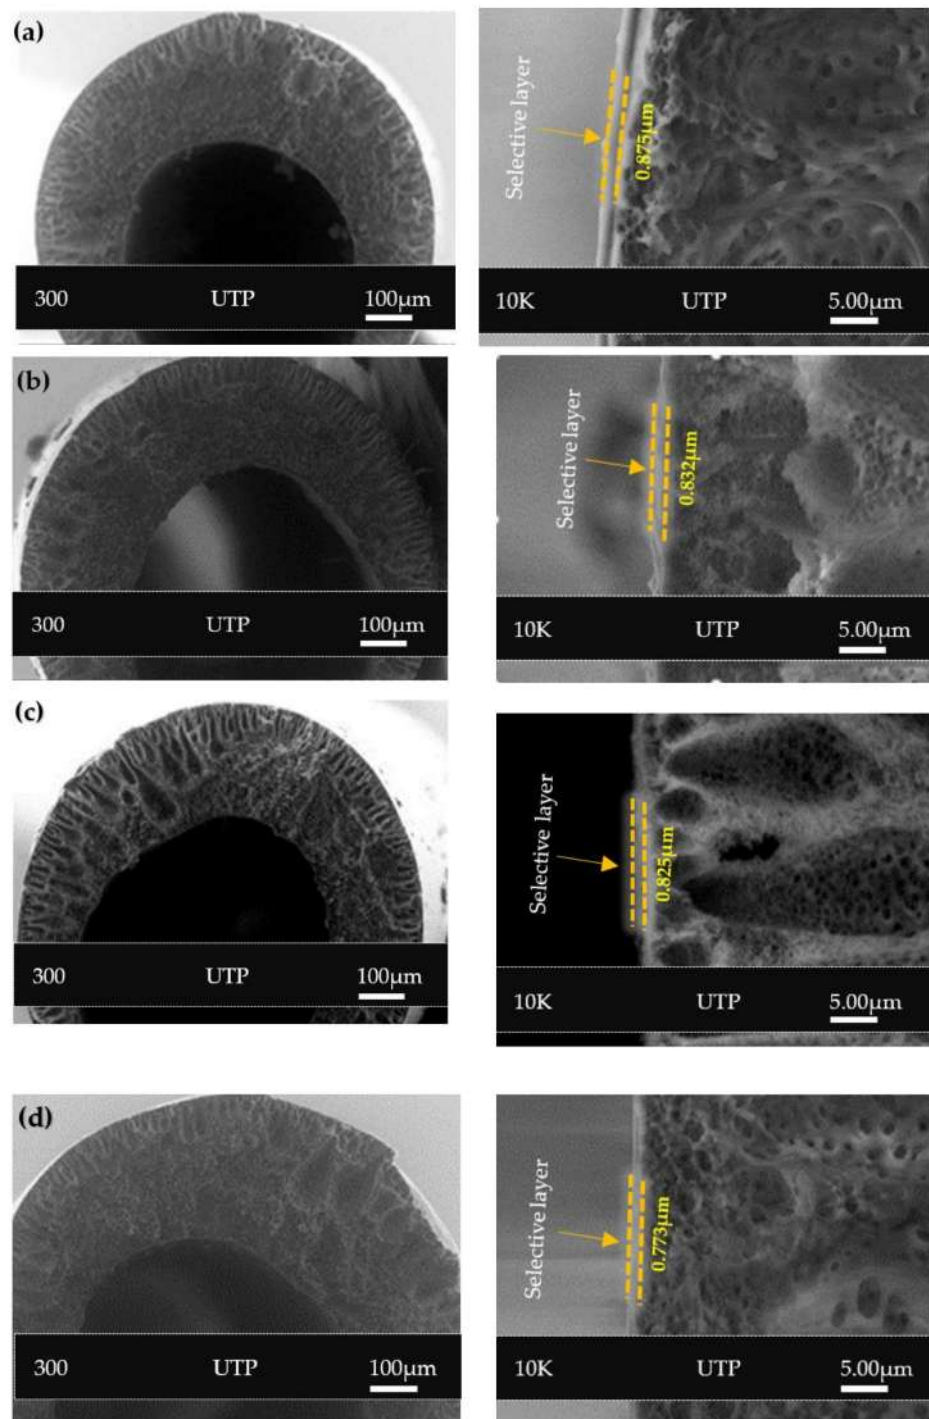 (a)
300 UTP 100µm
Selective layer
0.875µm
10K UTP 5.00µm
(b)
300 UTP 100µm
Selective layer
0.832µm
10K UTP 5.00µm
(c)
300 UTP 100µm
Selective layer
0.825µm
10K UTP 5.00µm
(d)
300 UTP 100µm
Selective layer
0.773µm
10K UTP 5.00µm